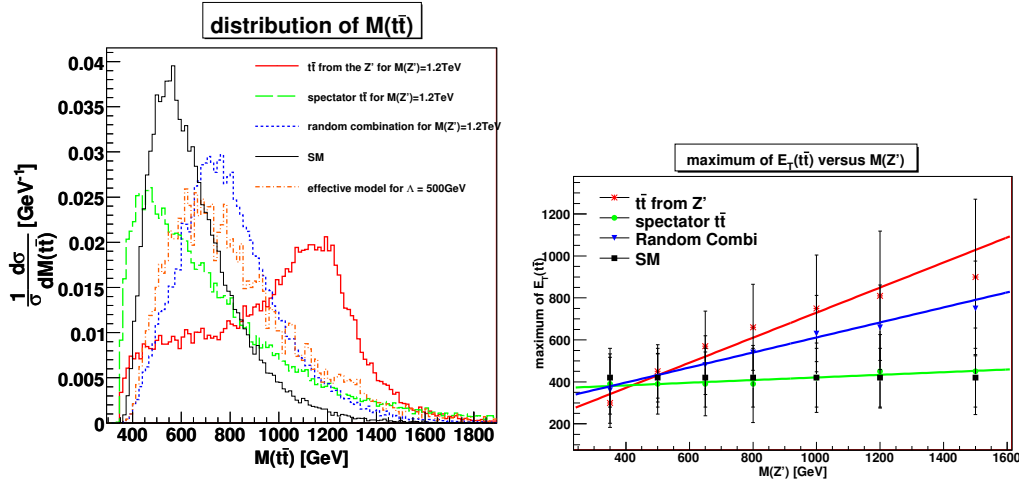 distribution of M(tt̄)
1/σ dσ/dM(tt̄) [GeV⁻¹]
0.04
0.035
0.03
0.025
0.02
0.015
0.01
0.005
0
tt̄ from the Z' for M(Z')=1.2TeV
spectator tt̄ for M(Z')=1.2TeV
random combination for M(Z')=1.2TeV
SM
effective model for Λ = 500GeV
400 600 800 1000 1200 1400 1600 1800
M(tt̄) [GeV]
maximum of E_T(tt̄) versus M(Z')
maximum of E_T(tt̄)
1200
1000
800
600
400
200
tt̄ from Z'
spectator tt̄
Random Combi
SM
400 600 800 1000 1200 1400 1600
M(Z') [GeV]